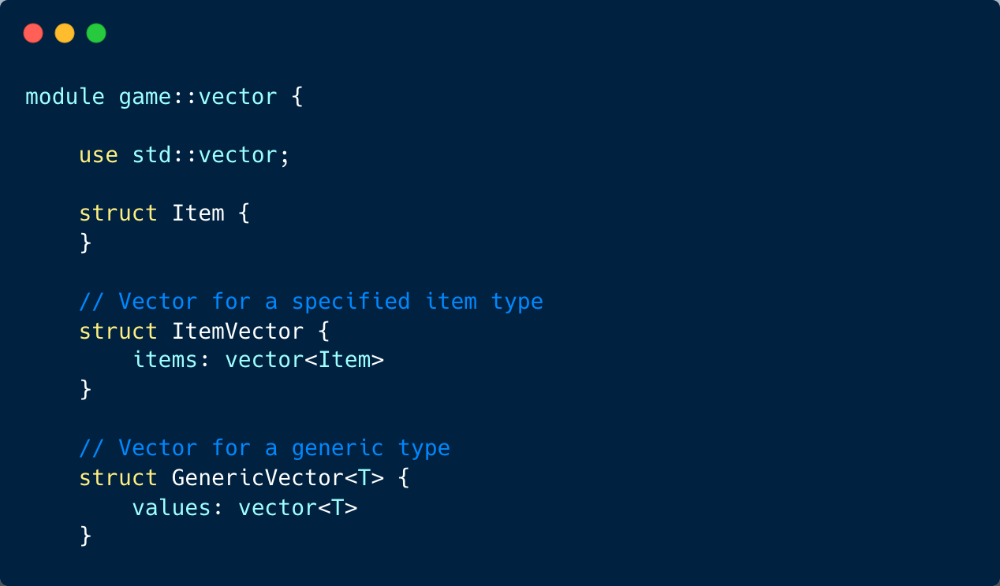 module game::vector {
    use std::vector;
    struct Item {
    }
    // Vector for a specified item type
    struct ItemVector {
        items: vector<Item>
    }
    // Vector for a generic type
    struct GenericVector<T> {
        values: vector<T>
    }